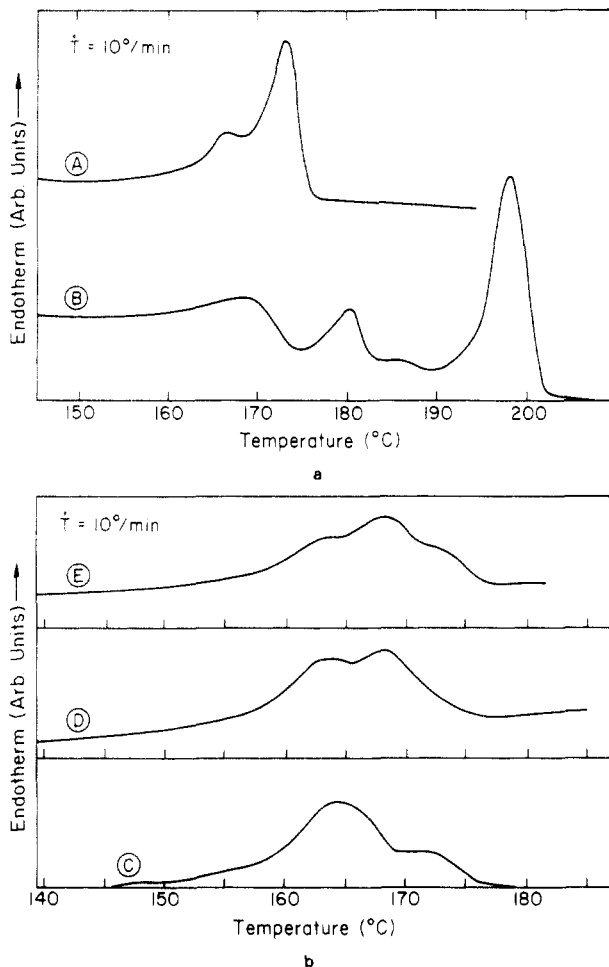 Ṫ = 10°/min
A
B
Endotherm (Arb. Units)
150 160 170 180 190 200
Temperature (°C)
a
Ṫ = 10°/min
E
D
C
Endotherm (Arb Units)
140 150 160 170 180
Temperature (°C)
b